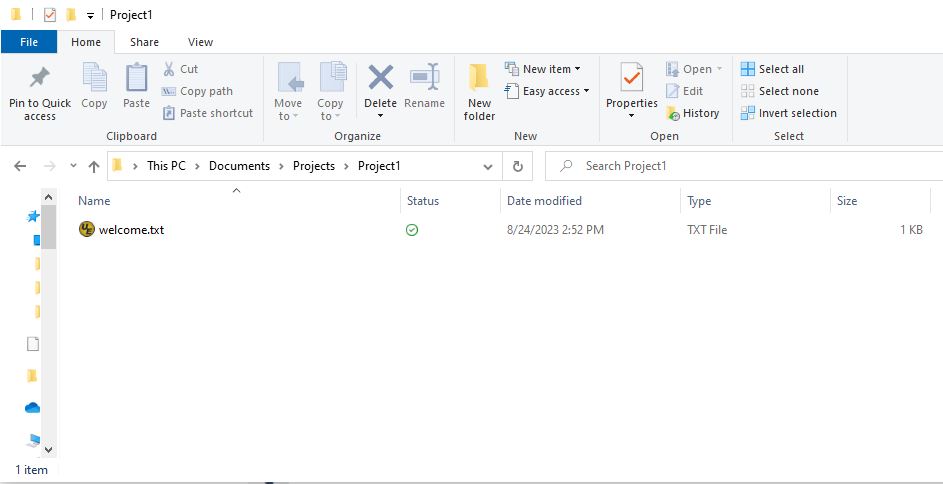 Project1
File Home Share View
Pin to Quick access
Copy
Paste
Cut
Copy path
Paste shortcut
Clipboard
Move to
Copy to
Delete
Rename
Organize
New folder
New item
Easy access
New
Properties
Open
Edit
History
Open
Select all
Select none
Invert selection
Select
This PC > Documents > Projects > Project1
Search Project1
Name Status Date modified Type Size
welcome.txt 8/24/2023 2:52 PM TXT File 1 KB
1 item